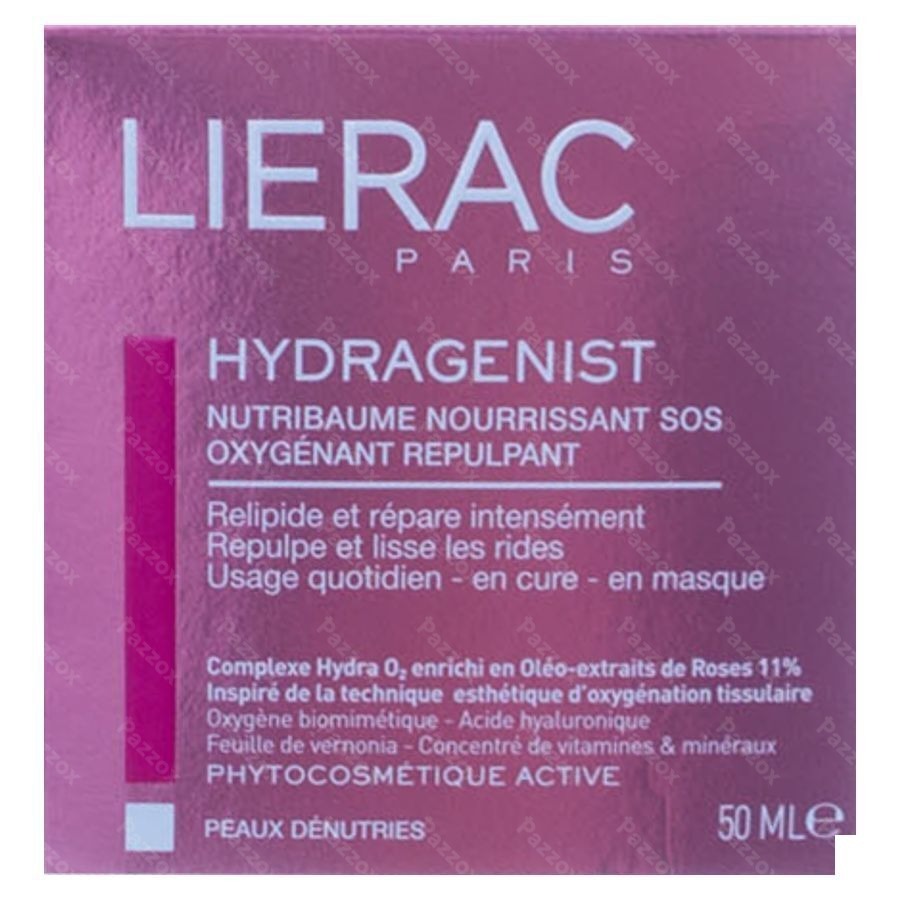 LIERAC
PARIS
HYDRAGENIST
NUTRIBAUME NOURRISSANT SOS
OXYGÉNANT REPULPANT
Relipide et répare intensément
Repulpe et lisse les rides
Usage quotidien - en cure - en masque
Complexe Hydra O₂ enrichi en Oléo-extraits de Roses 11%
Inspiré de la technique esthétique d'oxygénation tissulaire
Oxygène biomimétique - Acide hyaluronique
Feuille de vernonia - Concentré de vitamines & minéraux
PHYTOCOSMÉTIQUE ACTIVE
PEAUX DÉNUTRIES
50 ML℮
Pazzox